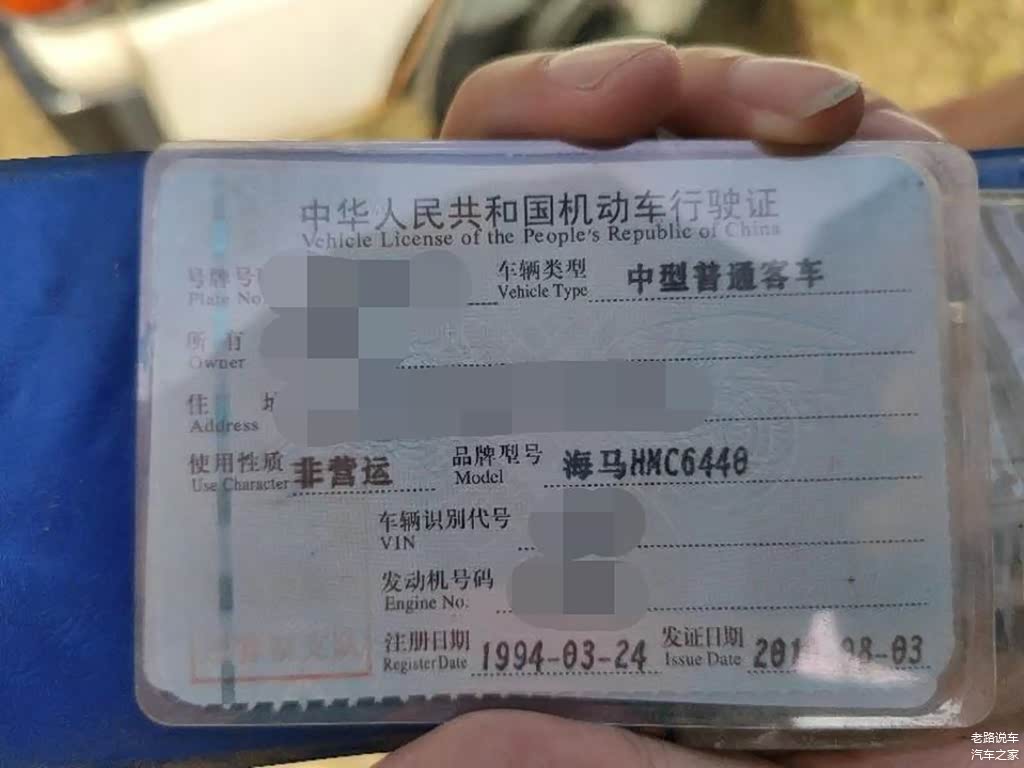 中华人民共和国机动车行驶证
Vehicle License of the People's Republic of China
号牌号
Plate No.
车辆类型 中型普通客车
Vehicle Type
所 有
Owner
住
Address
使用性质 非营运
Use Character
品牌型号 海马HMC6440
Model
车辆识别代号
VIN
发动机号码
Engine No.
注册日期 1994-03-24
Register Date
发证日期
Issue Date
老路说车
汽车之家